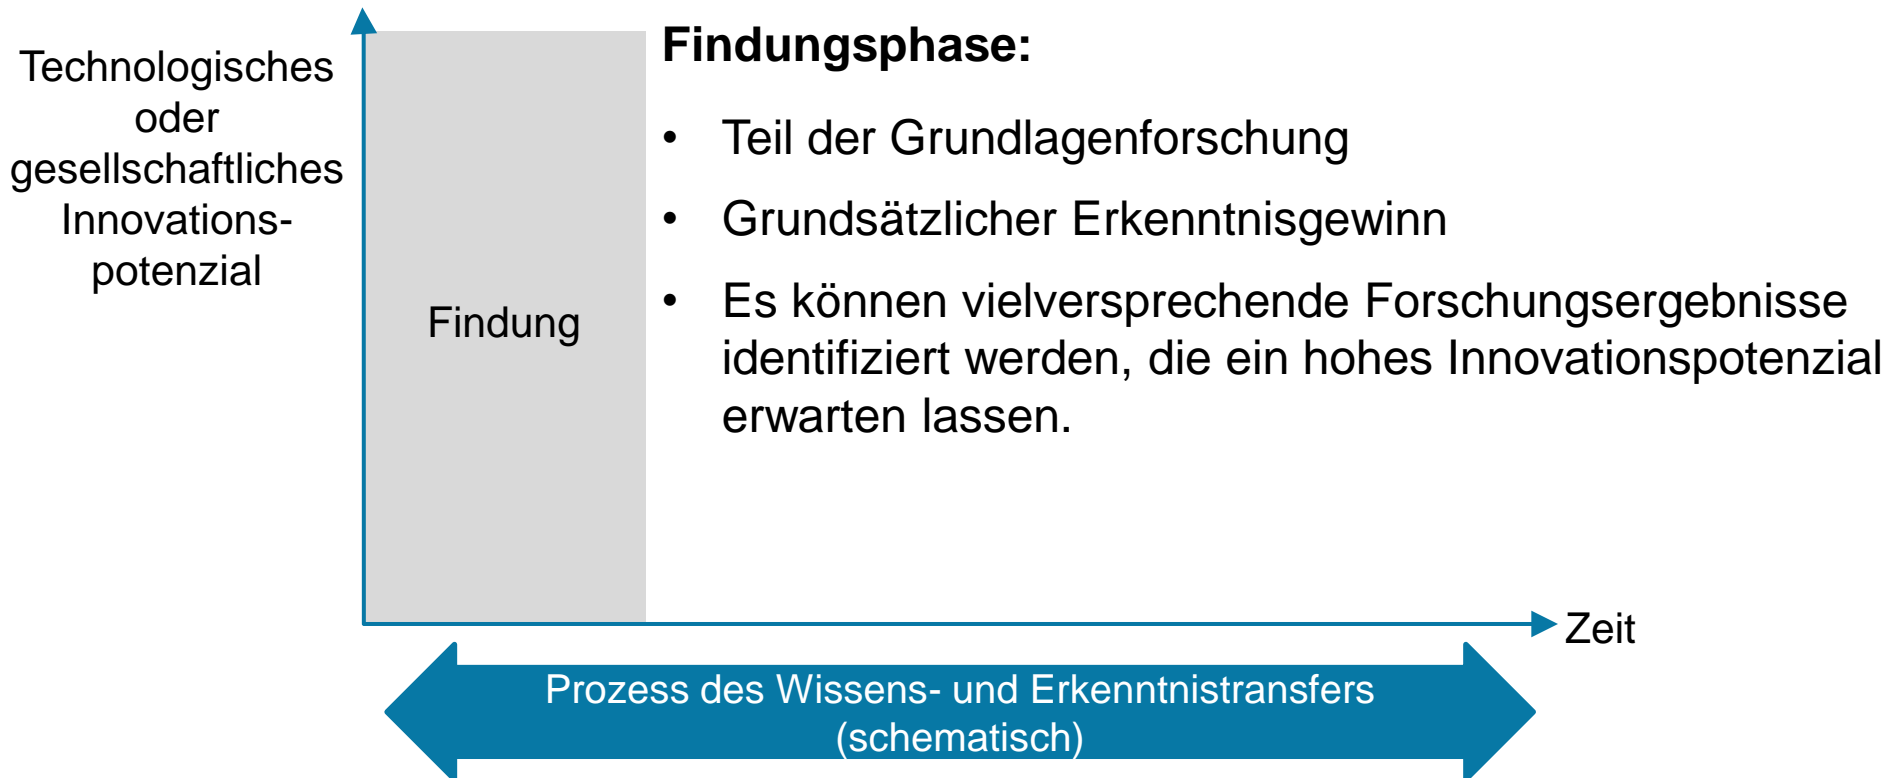 Technologisches
oder
gesellschaftliches
Innovations-
potenzial
Findung
Findungsphase:
• Teil der Grundlagenforschung
• Grundsätzlicher Erkenntnisgewinn
• Es können vielversprechende Forschungsergebnisse
identifiziert werden, die ein hohes Innovationspotenzial
erwarten lassen.
Zeit
Prozess des Wissens- und Erkenntnistransfers
(schematisch)